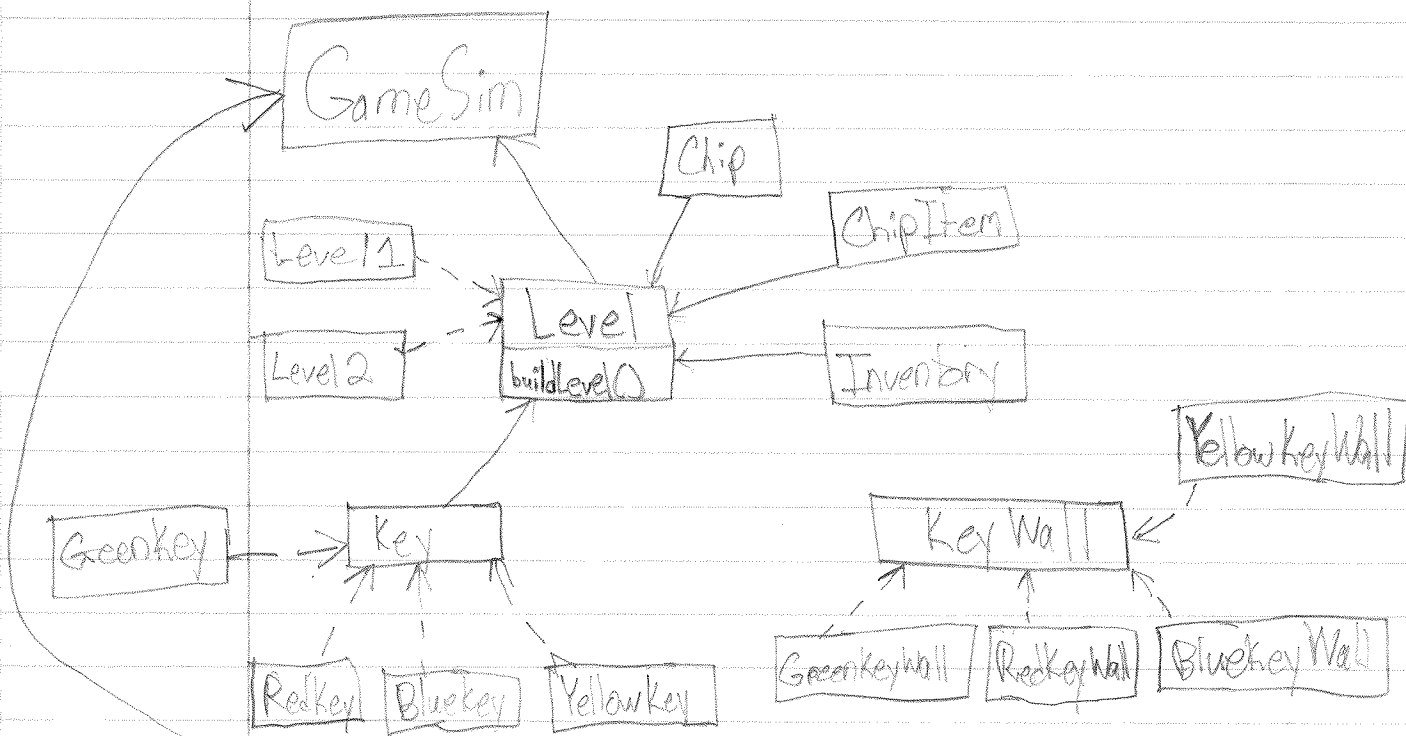 GameSim
Chip
ChipItem
Level1
Level
Level2
buildLevel()
Inventory
YellowKeyWall
GreenKey
Key
KeyWall
RedKey
BlueKey
YellowKey
GreenKeyWall
RedKeyWall
BlueKeyWall